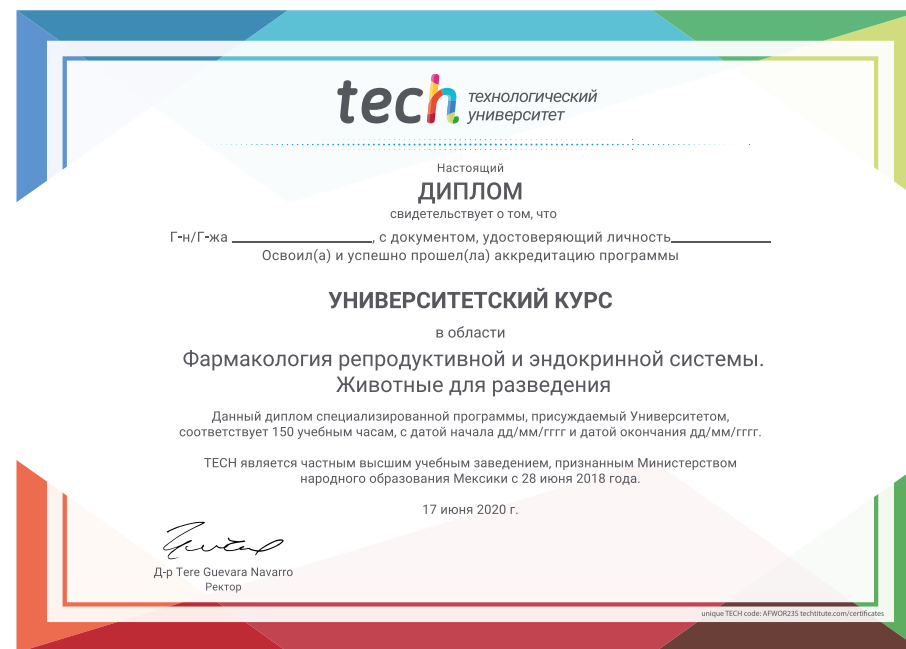 tech технологический
университет
Настоящий
ДИПЛОМ
свидетельствует о том, что
Г-н/Г-жа ____________, с документом, удостоверяющий личность____________
Освоил(а) и успешно прошел(ла) аккредитацию программы
УНИВЕРСИТЕТСКИЙ КУРС
в области
Фармакология репродуктивной и эндокринной системы.
Животные для разведения
Данный диплом специализированной программы, присуждаемый Университетом,
соответствует 150 учебным часам, с датой начала дд/мм/гггг и датой окончания дд/мм/гггг.
TECH является частным высшим учебным заведением, признанным Министерством
народного образования Мексики с 28 июня 2018 года.
17 июня 2020 г.
Д-р Tere Guevara Navarro
Ректор
unique TECH code: AFWOR235 techtitute.com/certificates